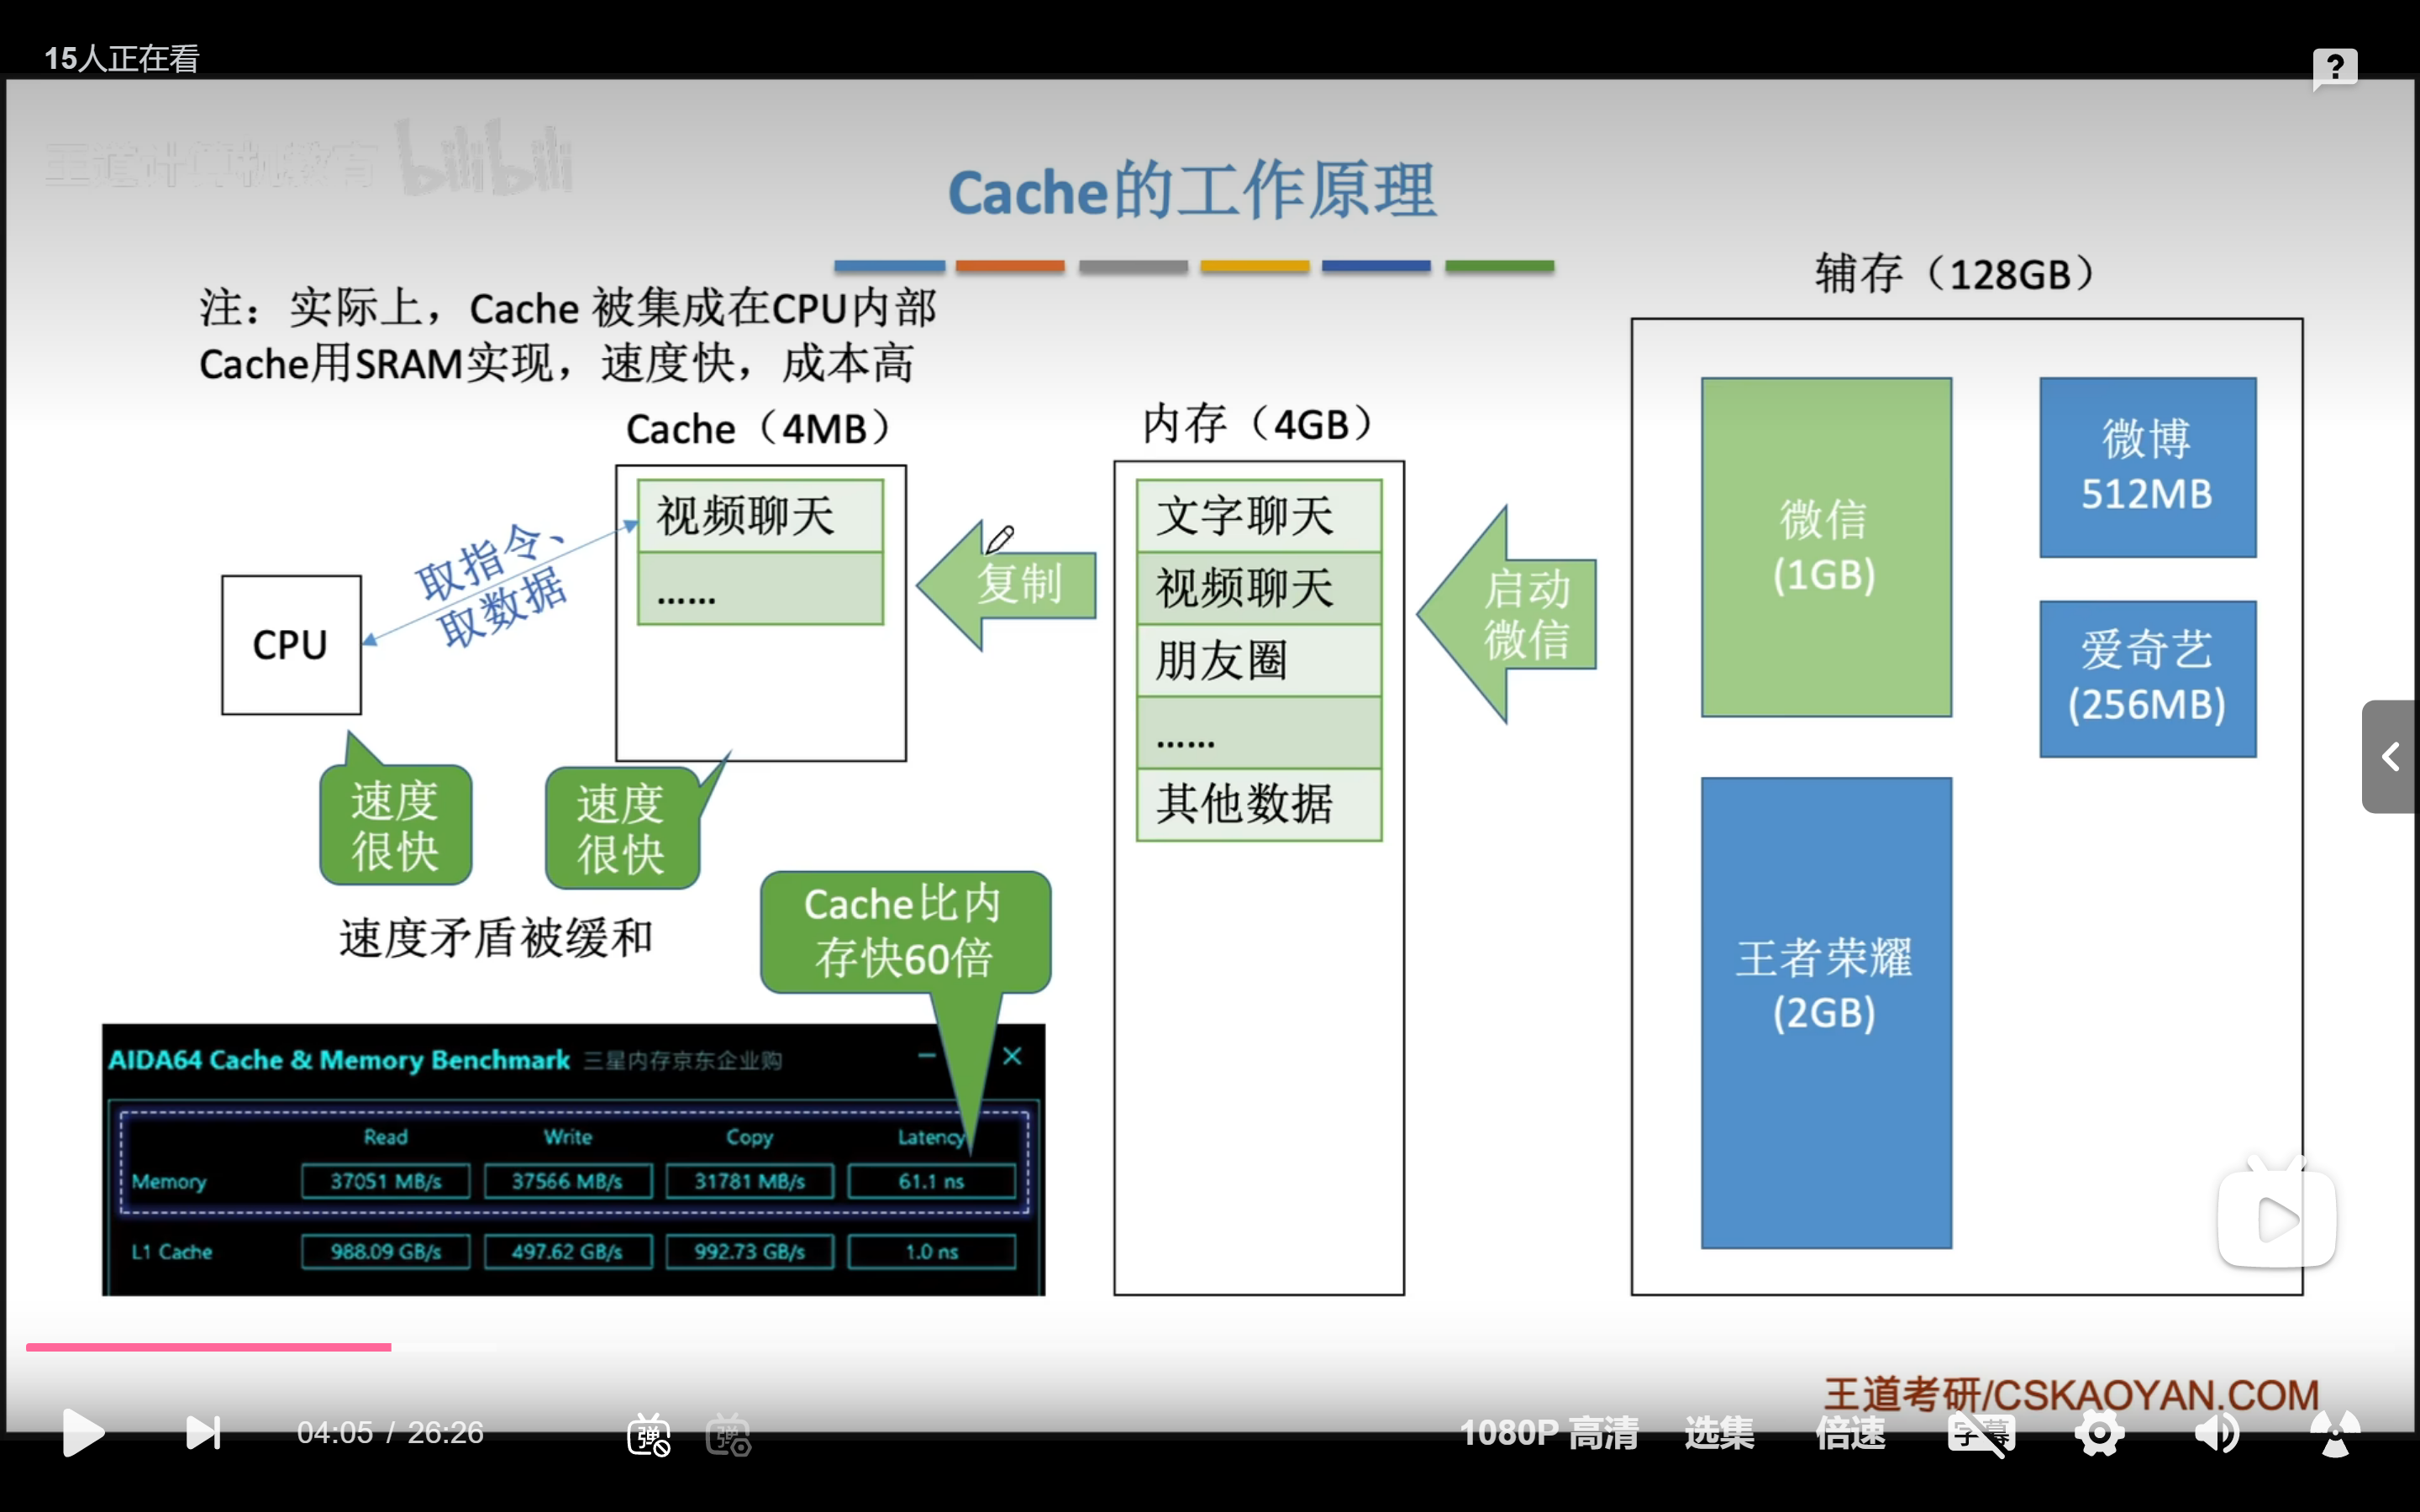 15人正在看
?
王道计算机教育 bilibili
Cache的工作原理
注：实际上，Cache 被集成在CPU内部
Cache用SRAM实现，速度快，成本高
辅存（128GB）
Cache（4MB）
内存（4GB）
CPU
取指令、
取数据
视频聊天
......
复制
文字聊天
视频聊天
朋友圈
......
其他数据
启动
微信
微信
(1GB)
微博
512MB
爱奇艺
(256MB)
王者荣耀
(2GB)
速度
很快
速度
很快
速度矛盾被缓和
Cache比内
存快60倍
AIDA64 Cache & Memory Benchmark 三星内存京东企业购
Read Write Copy Latency
Memory 37051 MB/s 37566 MB/s 31781 MB/s 61.1 ns
L1 Cache 988.09 GB/s 497.62 GB/s 992.73 GB/s 1.0 ns
王道考研/CSKAOYAN.COM
04:05 / 26:26 弹 弹 1080P 高清 选集 倍速 字幕